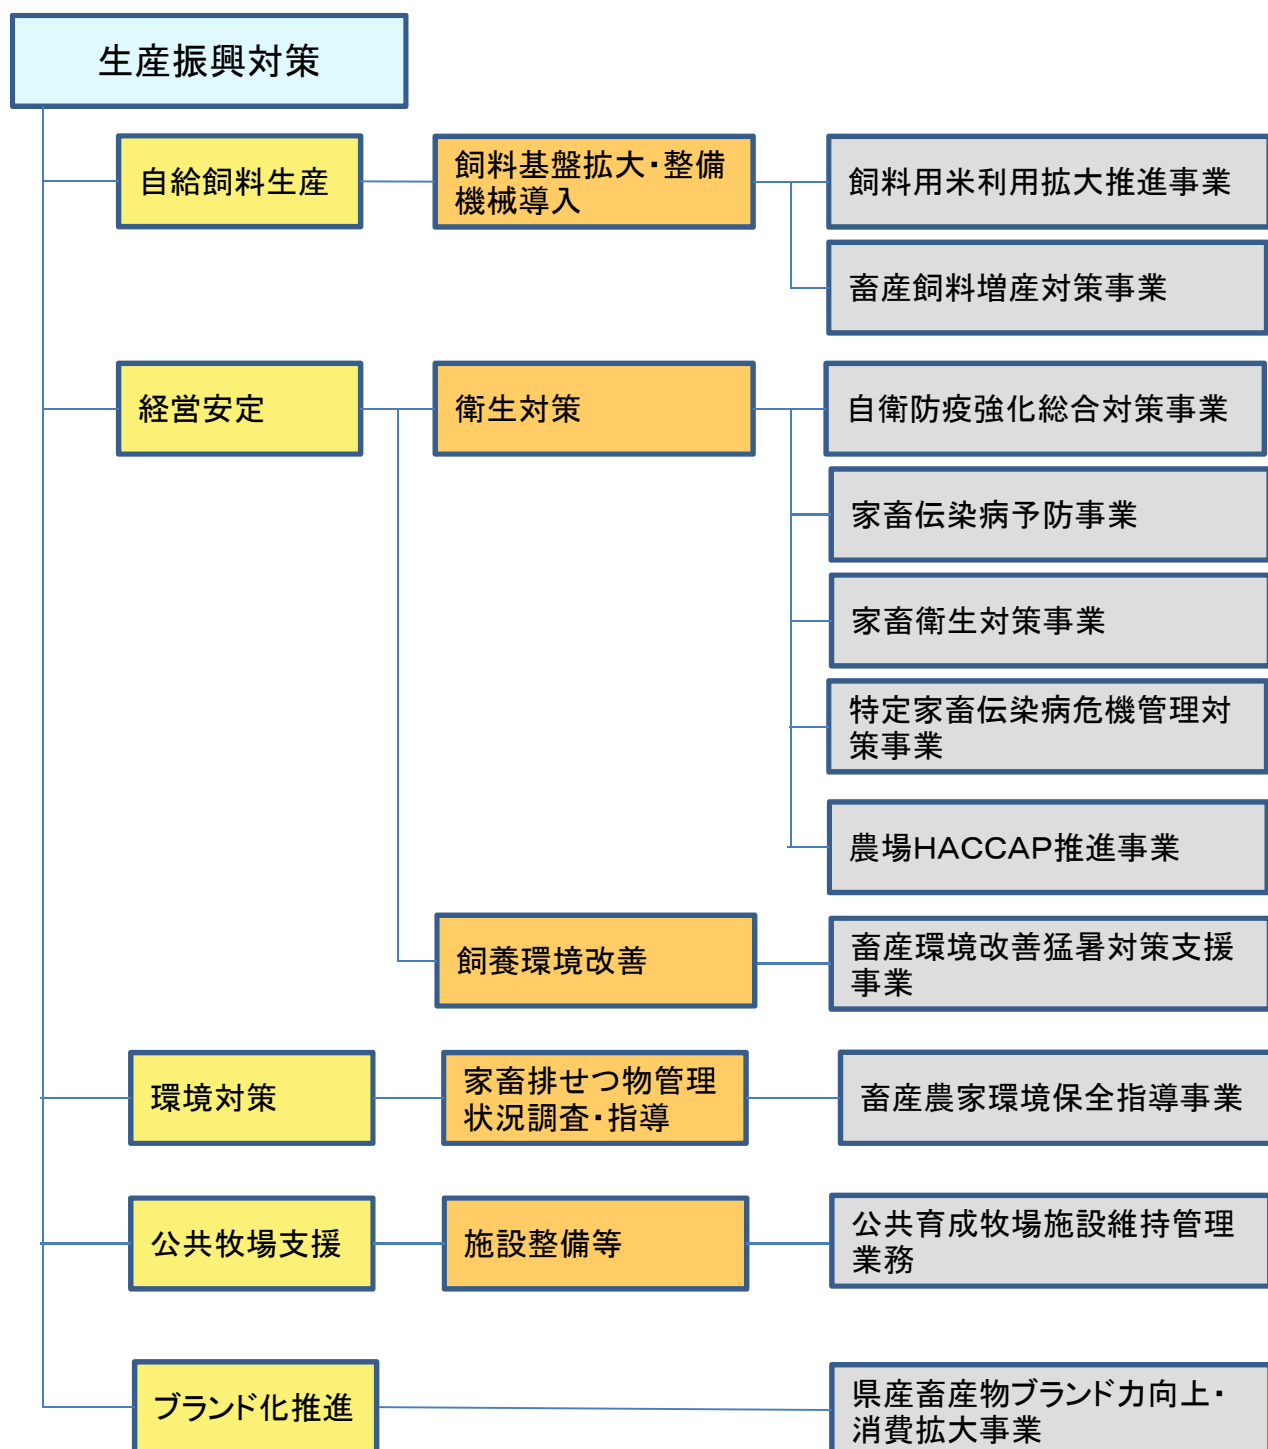 生産振興対策
自給飼料生産
飼料基盤拡大・整備
機械導入
飼料用米利用拡大推進事業
畜産飼料増産対策事業
経営安定
衛生対策
自衛防疫強化総合対策事業
家畜伝染病予防事業
家畜衛生対策事業
特定家畜伝染病危機管理対
策事業
農場HACCAP推進事業
飼養環境改善
畜産環境改善猛暑対策支援
事業
環境対策
家畜排せつ物管理
状況調査・指導
畜産農家環境保全指導事業
公共牧場支援
施設整備等
公共育成牧場施設維持管理
業務
ブランド化推進
県産畜産物ブランド力向上・
消費拡大事業